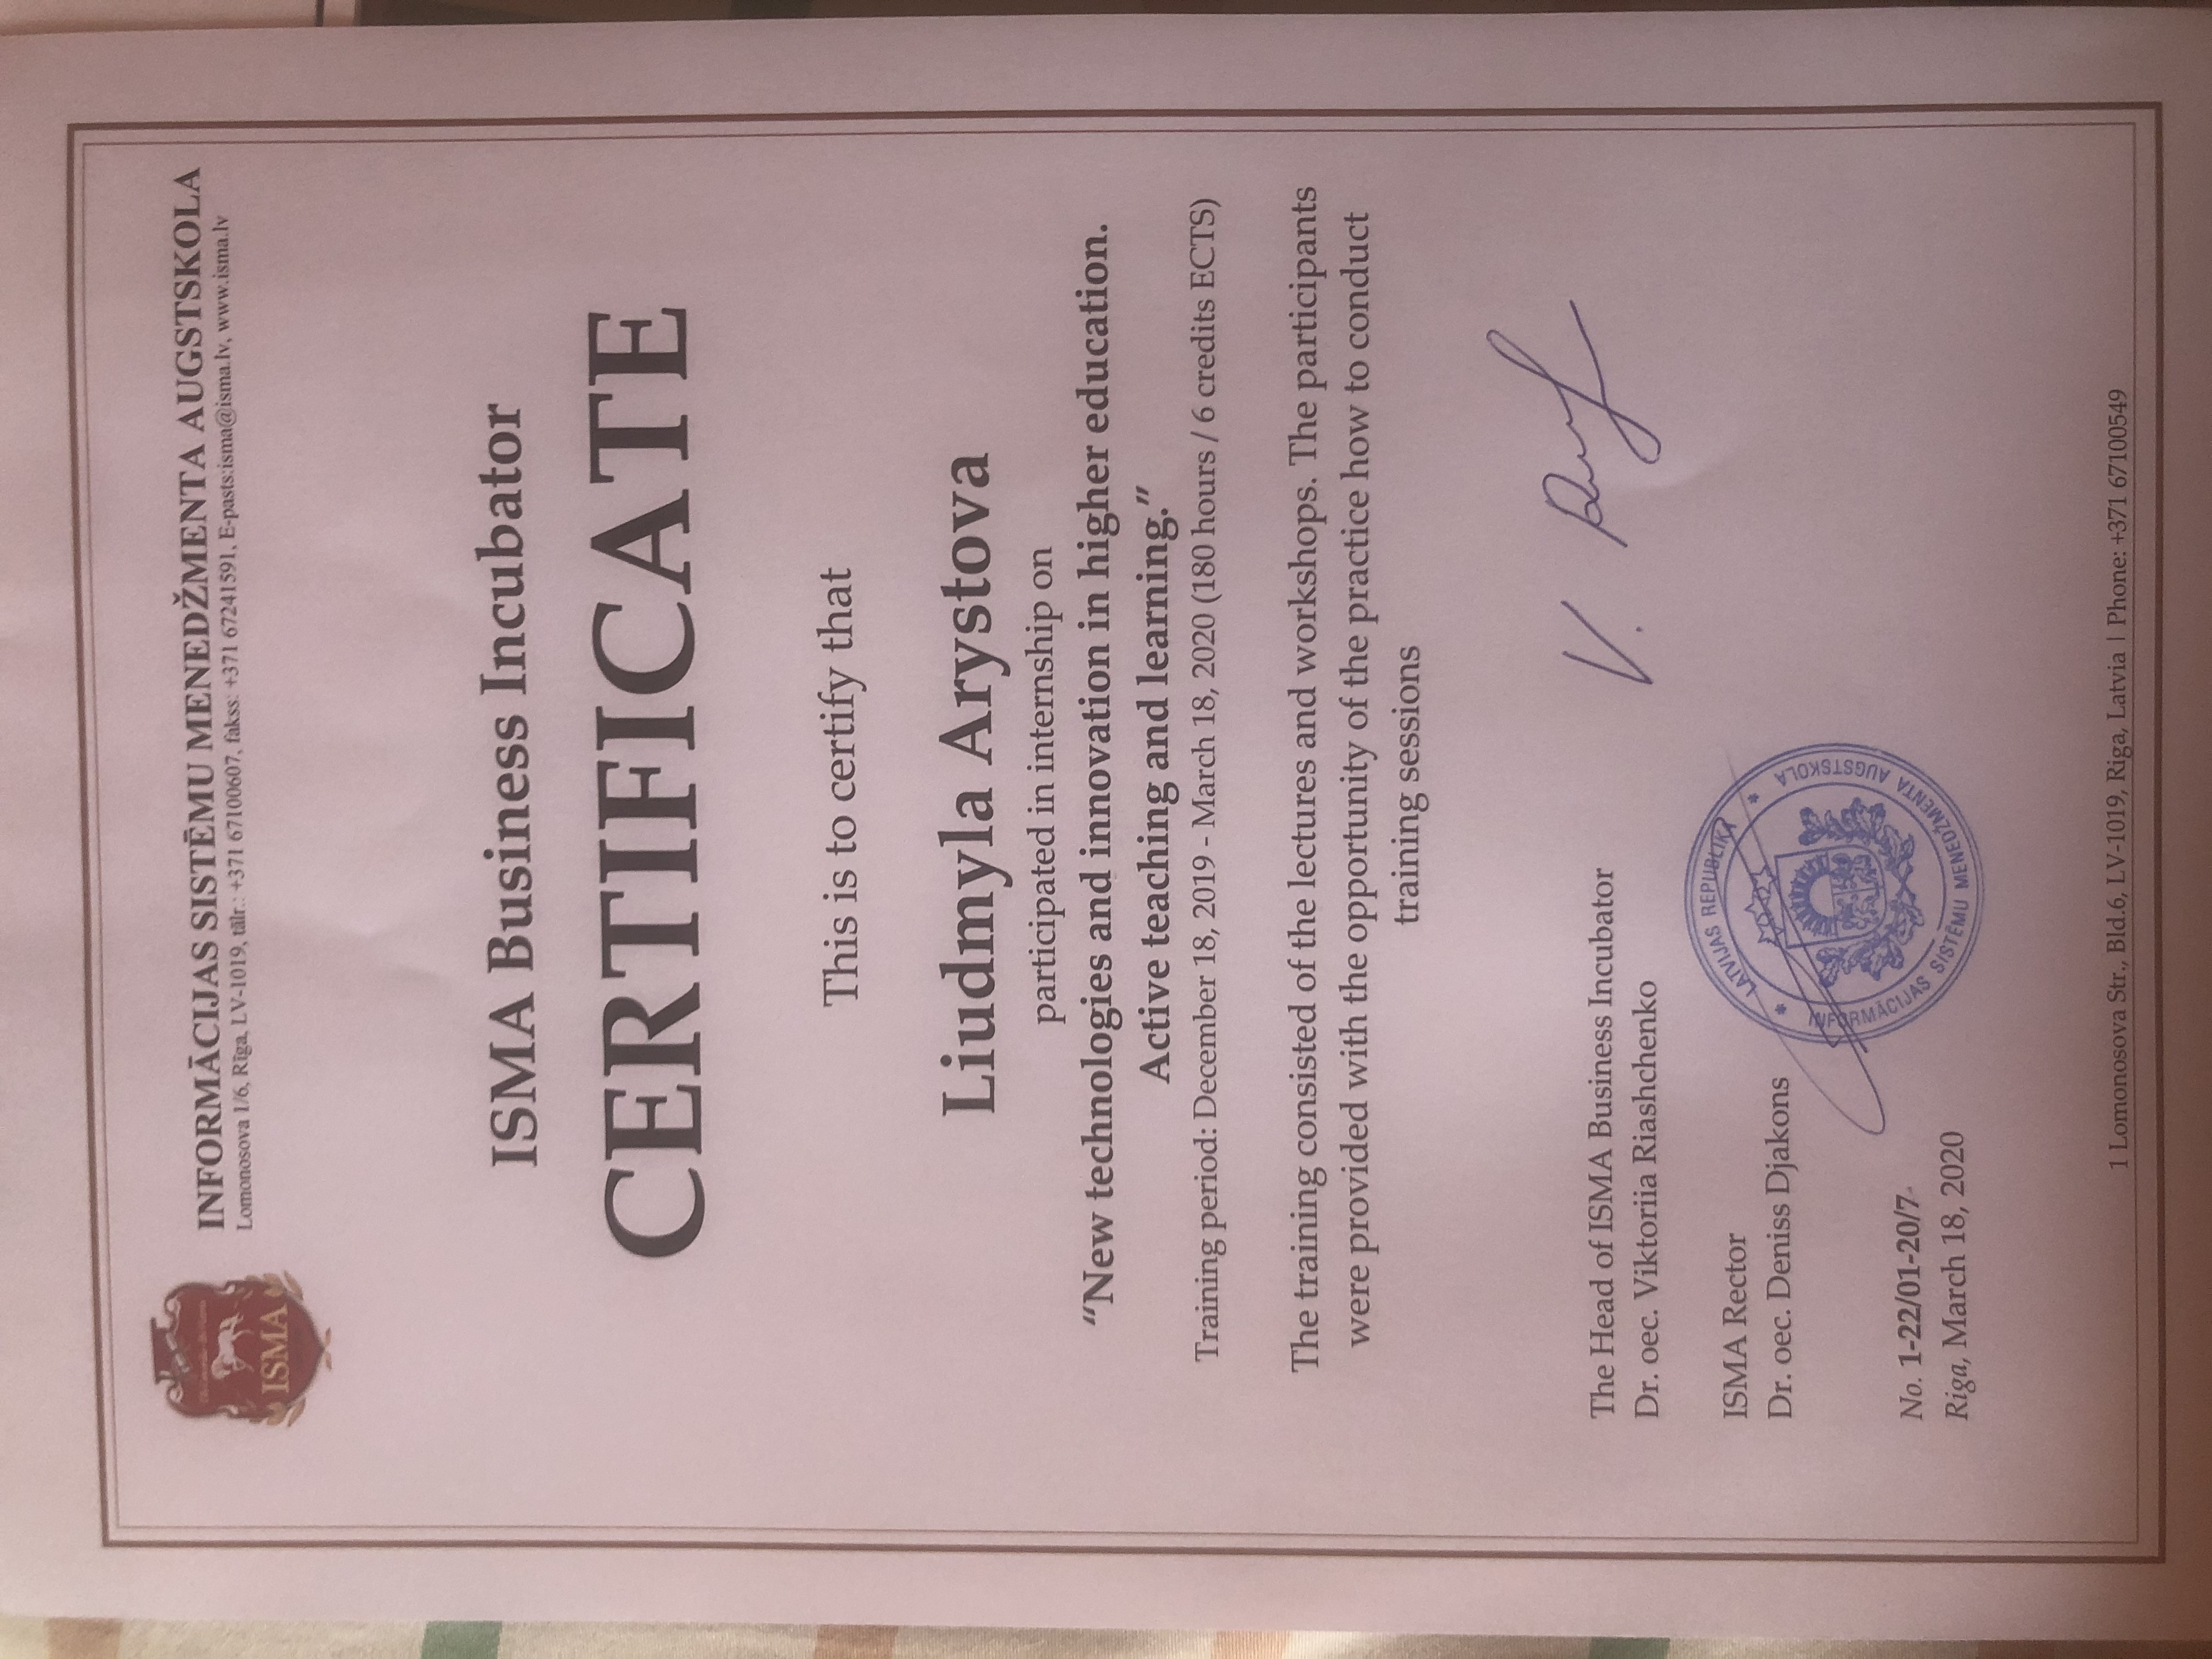 INFORMĀCIJAS SISTĒMU MENEDŽMENTA AUGSTSKOLA
Lomonosova 1/6, Rīga, LV-1019, tālr.: +371 67100607, fakss: +371 67241591, E-pasts:isma@isma.lv, www.isma.lv
ISMA
ISMA Business Incubator
CERTIFICATE
This is to certify that
Liudmyla Arystova
participated in internship on
“New technologies and innovation in higher education.
Active teaching and learning.”
Training period: December 18, 2019 - March 18, 2020 (180 hours / 6 credits ECTS)
The training consisted of the lectures and workshops. The participants
were provided with the opportunity of the practice how to conduct
training sessions
The Head of ISMA Business Incubator
Dr. oec. Viktoriia Riashchenko
V.
ISMA Rector
Dr. oec. Deniss Djakons
LATVIJAS REPUBLIKA
INFORMĀCIJAS SISTĒMU MENEDŽMENTA AUGSTSKOLA
No. 1-22/01-20/7
Riga, March 18, 2020
1 Lomonosova Str., Bld.6, LV-1019, Riga, Latvia | Phone: +371 67100549